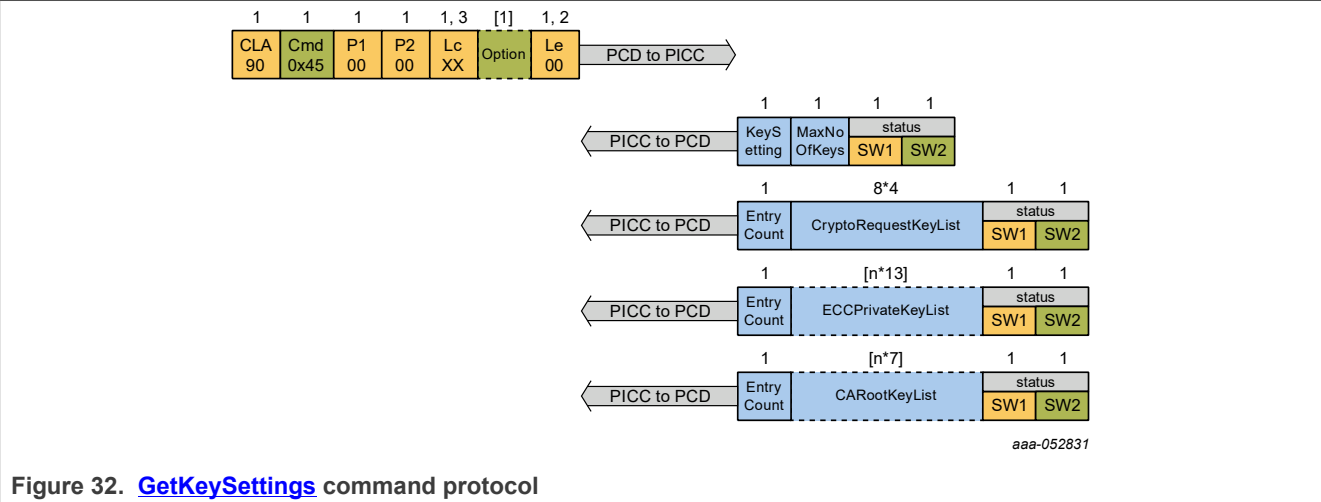 1 1 1 1 1, 3 [1] 1, 2
CLA Cmd P1 P2 Lc Option Le
90 0x45 00 00 XX 00
PCD to PICC
1 1 1 1
PICC to PCD
KeyS MaxNo status
etting OfKeys SW1 SW2
1 8*4 1 1
PICC to PCD
Entry CryptoRequestKeyList status
Count SW1 SW2
1 [n*13] 1 1
PICC to PCD
Entry ECCPrivateKeyList status
Count SW1 SW2
1 [n*7] 1 1
PICC to PCD
Entry CARootKeyList status
Count SW1 SW2
aaa-052831
Figure 32. GetKeySettings command protocol